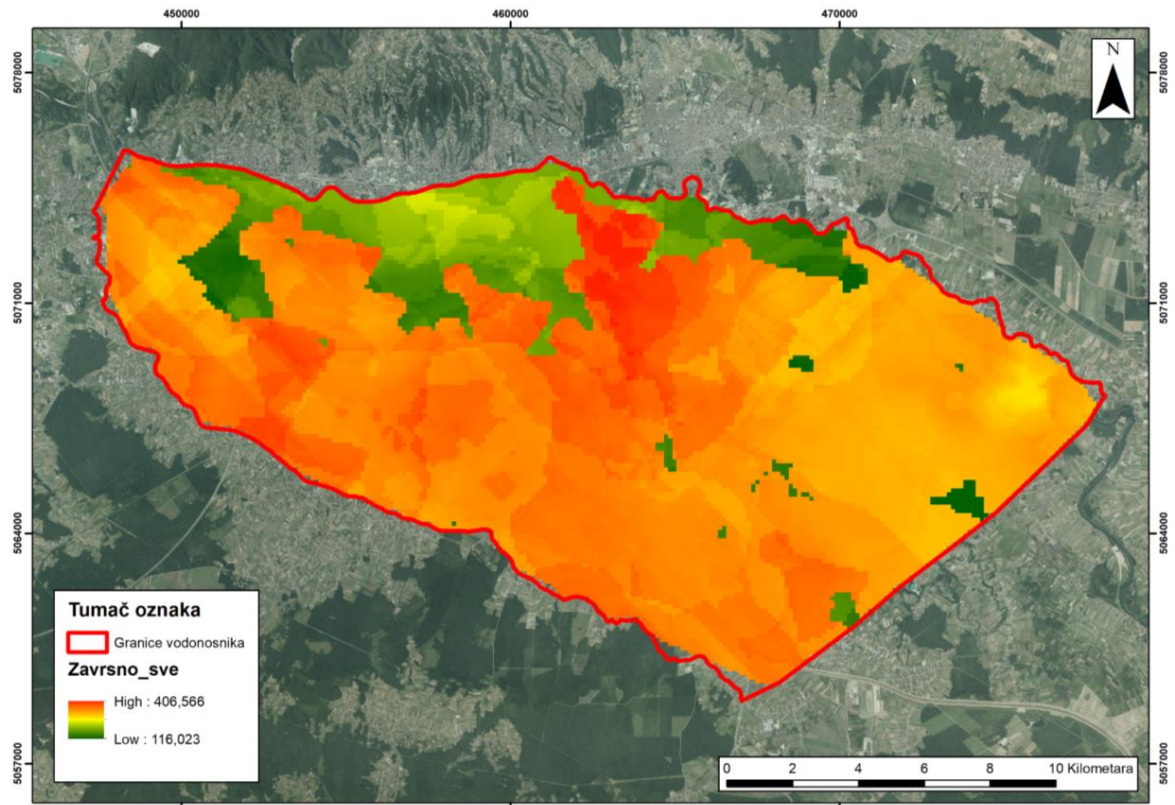 450000
460000
470000
5078000
5078000
N
5071000
5071000
5064000
5064000
Tumač oznaka
Granice vodonosnika
Zavrsno_sve
High : 406,566
Low : 116,023
0 2 4 6 8 10 Kilometara
5057000
5057000